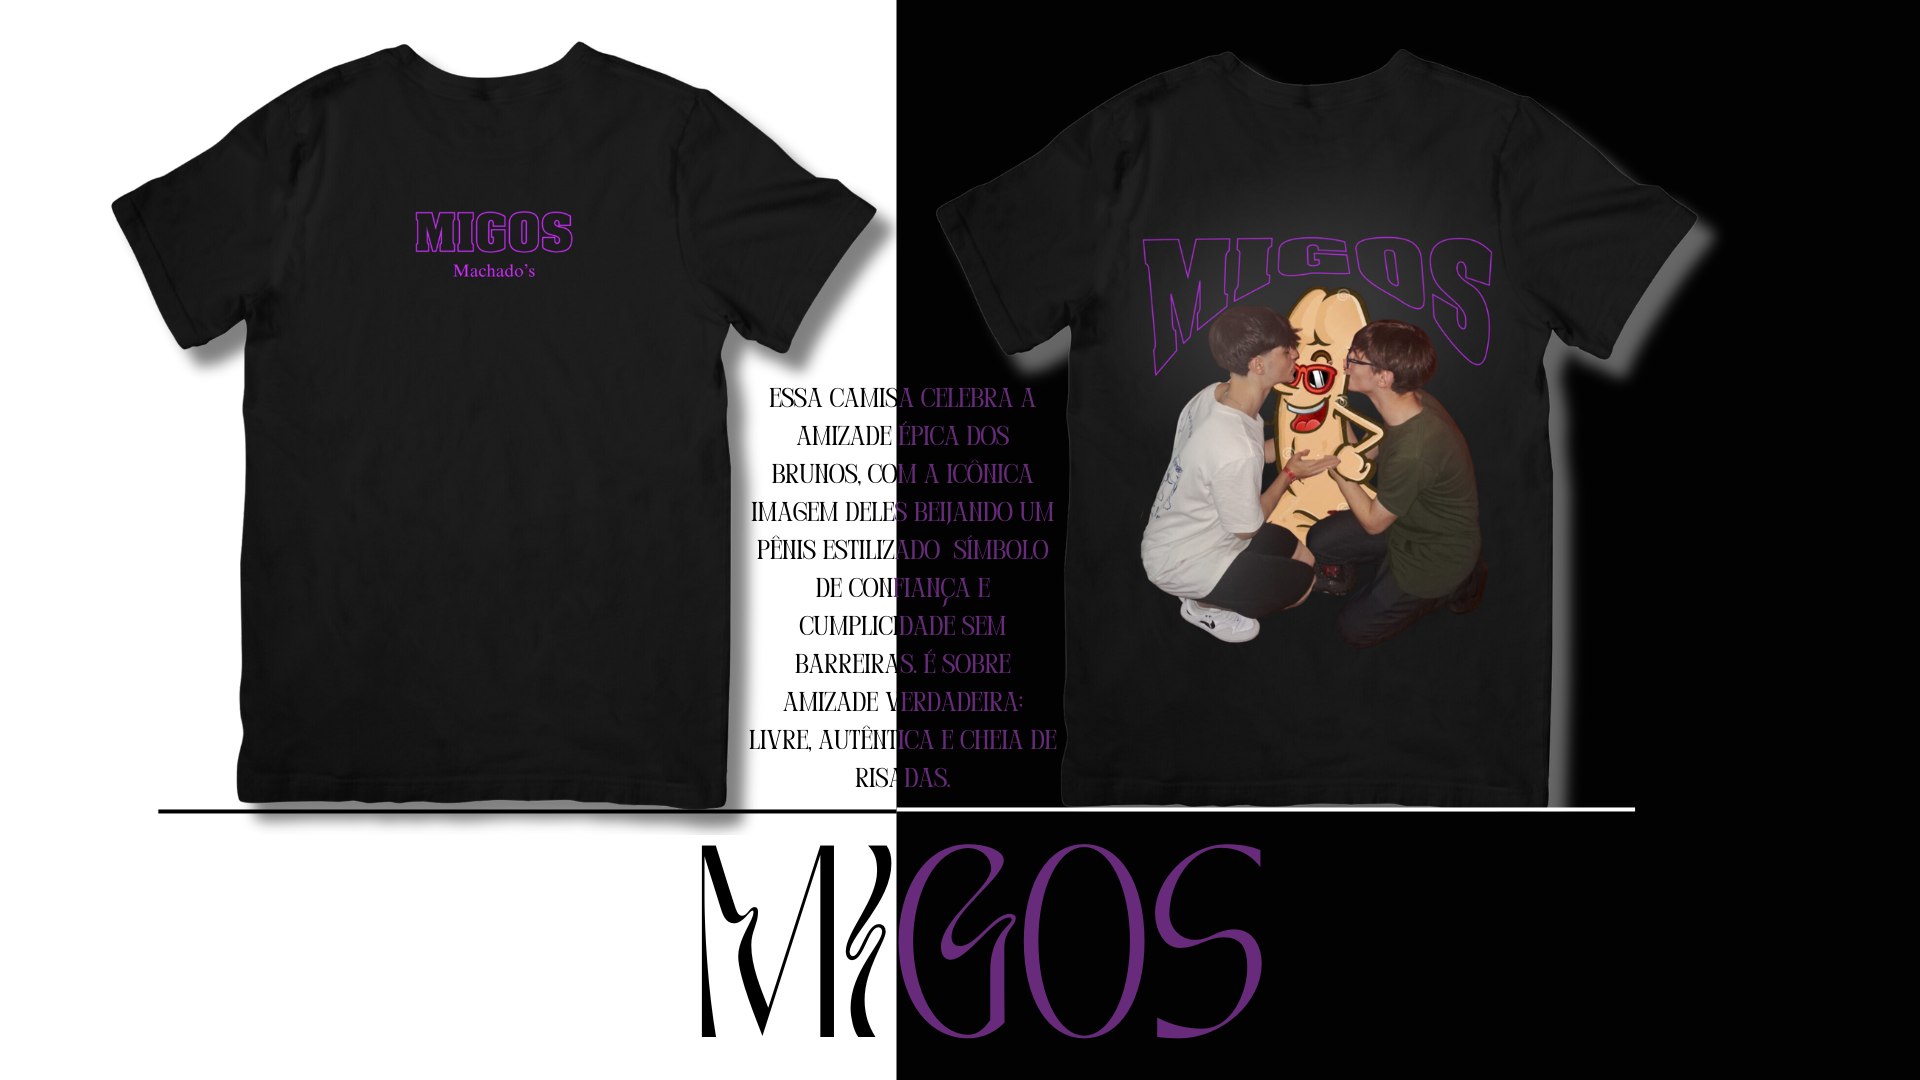 MIGOS
Machado's
MIGOS
ESSA CAMISA CELEBRA A
AMIZADE ÉPICA DOS
BRUNOS, COM A ICÔNICA
IMAGEM DELES BEIJANDO UM
PÊNIS ESTILIZADO  SÍMBOLO
DE CONFIANÇA E
CUMPLICIDADE SEM
BARREIRAS. É SOBRE
AMIZADE VERDADEIRA:
LIVRE, AUTÊNTICA E CHEIA DE
RISADAS.
MIGOS